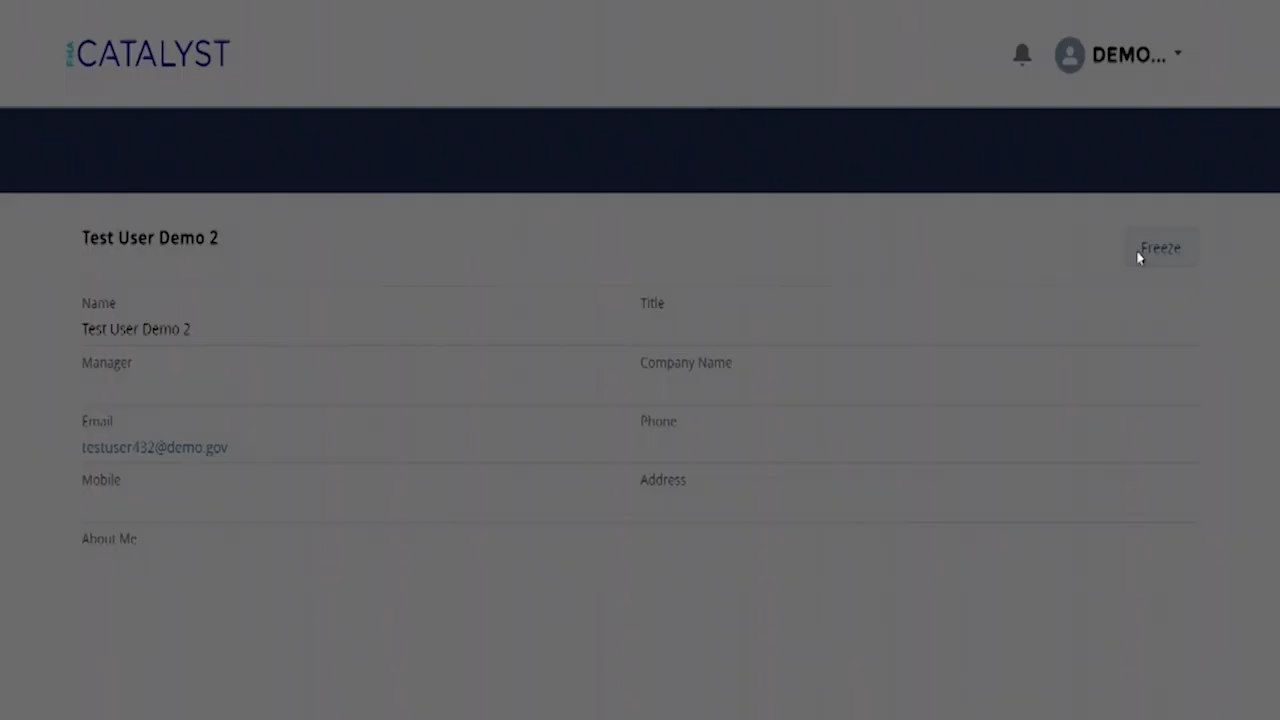 FHA CATALYST
DEMO...
Test User Demo 2
Freeze
Name
Title
Test User Demo 2
Manager
Company Name
Email
Phone
testuser432@demo.gov
Mobile
Address
About Me